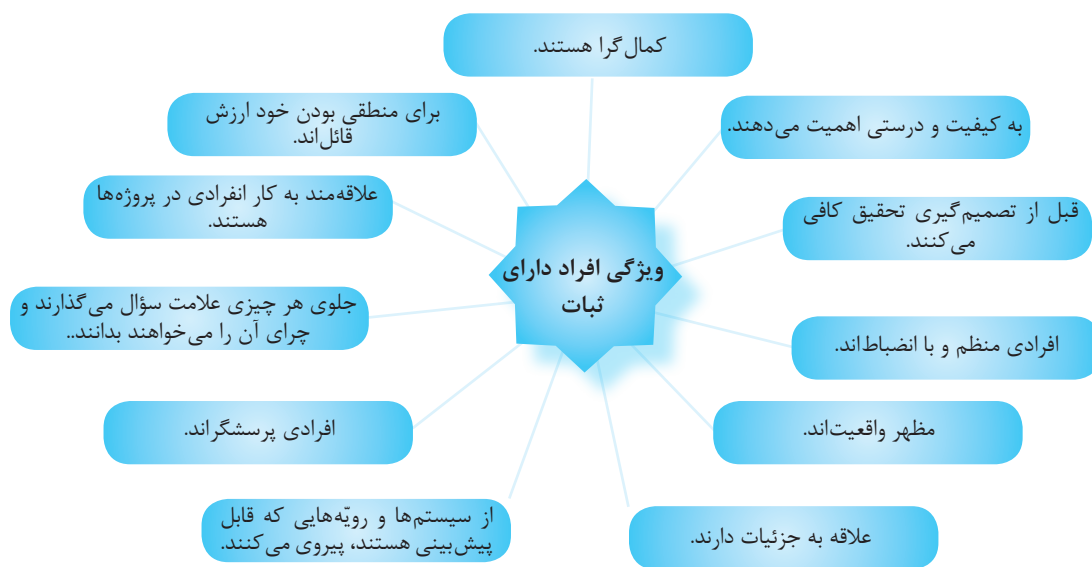 کمال‌گرا هستند.
به کیفیت و درستی اهمیت می‌دهند.
قبل از تصمیم‌گیری تحقیق کافی
می‌کنند.
افرادی منظم و با انضباط‌اند.
مظهر واقعیت‌اند.
علاقه به جزئیات دارند.
از سیستم‌ها و رویّه‌هایی که قابل
پیش‌بینی هستند، پیروی می‌کنند.
افرادی پرسشگراند.
جلوی هر چیزی علامت سؤال می‌گذارند و
چرای آن را می‌خواهند بدانند..
علاقه‌مند به کار انفرادی در پروژه‌ها
هستند.
برای منطقی بودن خود ارزش
قائل‌اند.
ویژگی افراد دارای
ثبات